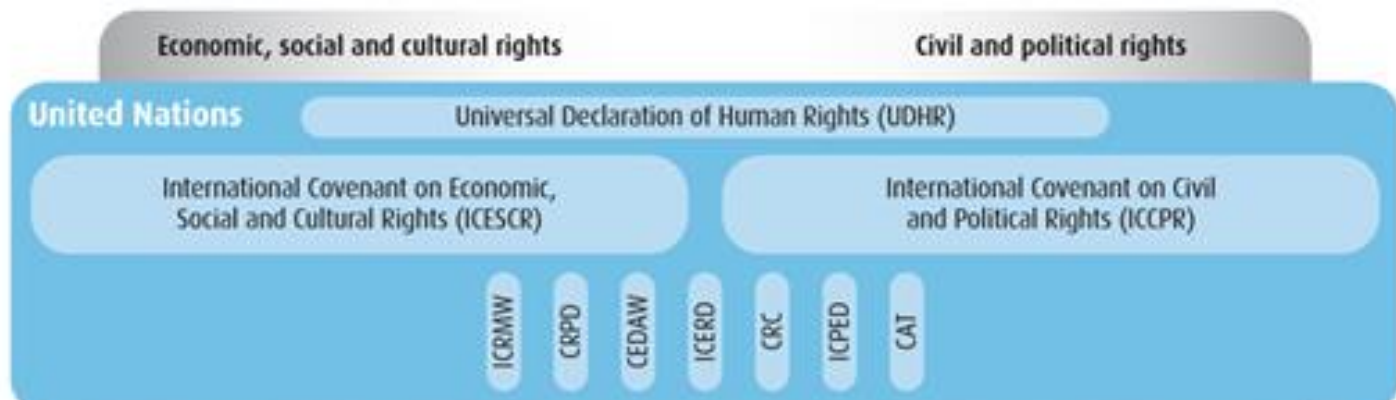 Economic, social and cultural rights
Civil and political rights
United Nations
Universal Declaration of Human Rights (UDHR)
International Covenant on Economic,
Social and Cultural Rights (ICESCR)
International Covenant on Civil
and Political Rights (ICCPR)
ICRMW
CRPD
CEDAW
ICERD
CRC
ICPED
CAT